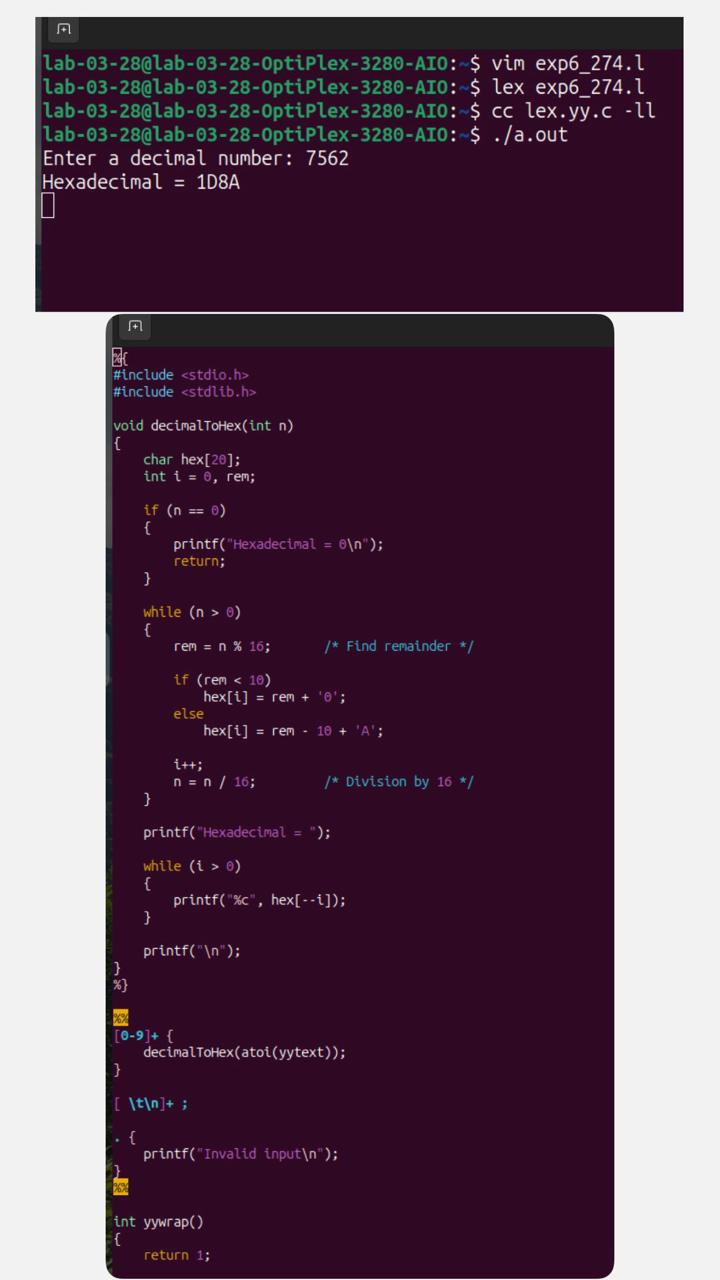 lab-03-28@lab-03-28-OptiPlex-3280-AIO:~$ vim exp6_274.l
lab-03-28@lab-03-28-OptiPlex-3280-AIO:~$ lex exp6_274.l
lab-03-28@lab-03-28-OptiPlex-3280-AIO:~$ cc lex.yy.c -ll
lab-03-28@lab-03-28-OptiPlex-3280-AIO:~$ ./a.out
Enter a decimal number: 7562
Hexadecimal = 1D8A
%{
#include <stdio.h>
#include <stdlib.h>
void decimalToHex(int n)
{
    char hex[20];
    int i = 0, rem;
    if (n == 0)
    {
        printf("Hexadecimal = 0\n");
        return;
    }
    while (n > 0)
    {
        rem = n % 16;       /* Find remainder */
        if (rem < 10)
            hex[i] = rem + '0';
        else
            hex[i] = rem - 10 + 'A';
        i++;
        n = n / 16;         /* Division by 16 */
    }
    printf("Hexadecimal = ");
    while (i > 0)
    {
        printf("%c", hex[--i]);
    }
    printf("\n");
}
%}
%%
[0-9]+ {
    decimalToHex(atoi(yytext));
}
[ \t\n]+ ;
. {
    printf("Invalid input\n");
}
%%
int yywrap()
{
    return 1;